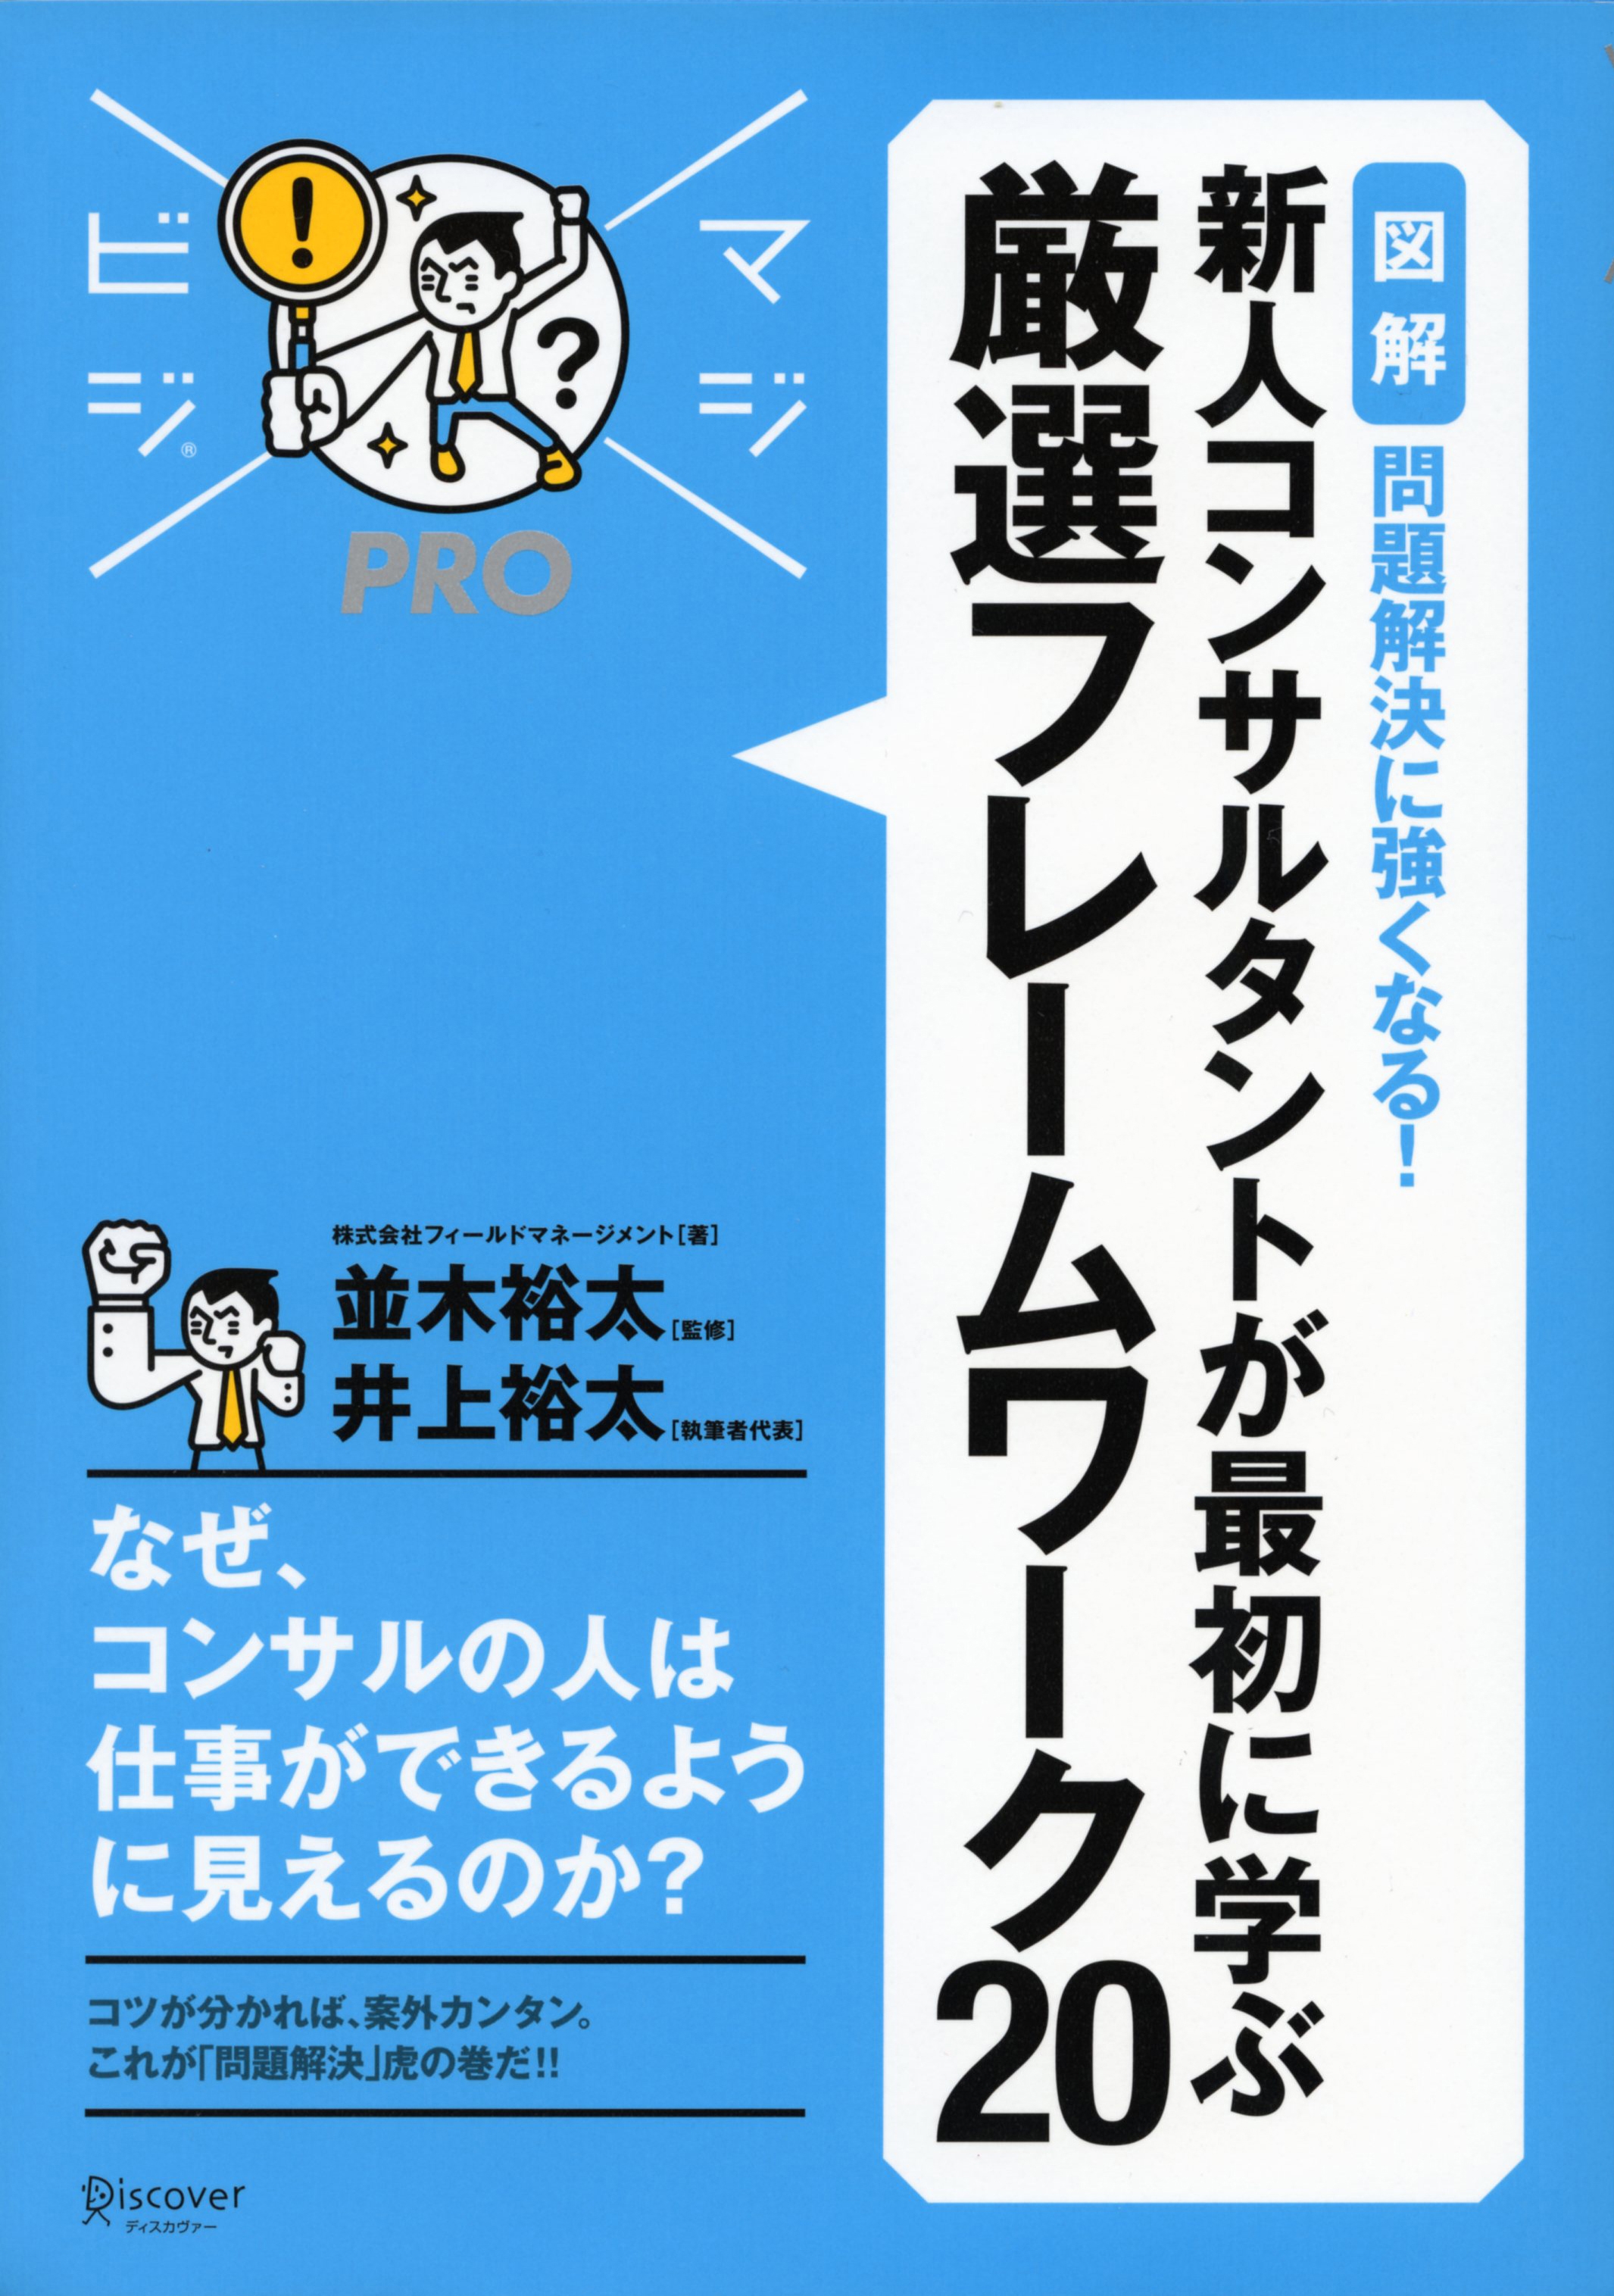 図解
問題解決に強くなる!
新人コンサルタントが最初に学ぶ
厳選フレームワーク20
マジ
ビジ®
!
?
PRO
株式会社フィールドマネージメント[著]
並木裕太[監修]
井上裕太[執筆者代表]
なぜ、
コンサルの人は
仕事ができるよう
に見えるのか?
コツが分かれば、案外カンタン。
これが「問題解決」虎の巻だ!!
Discover
ディスカヴァー